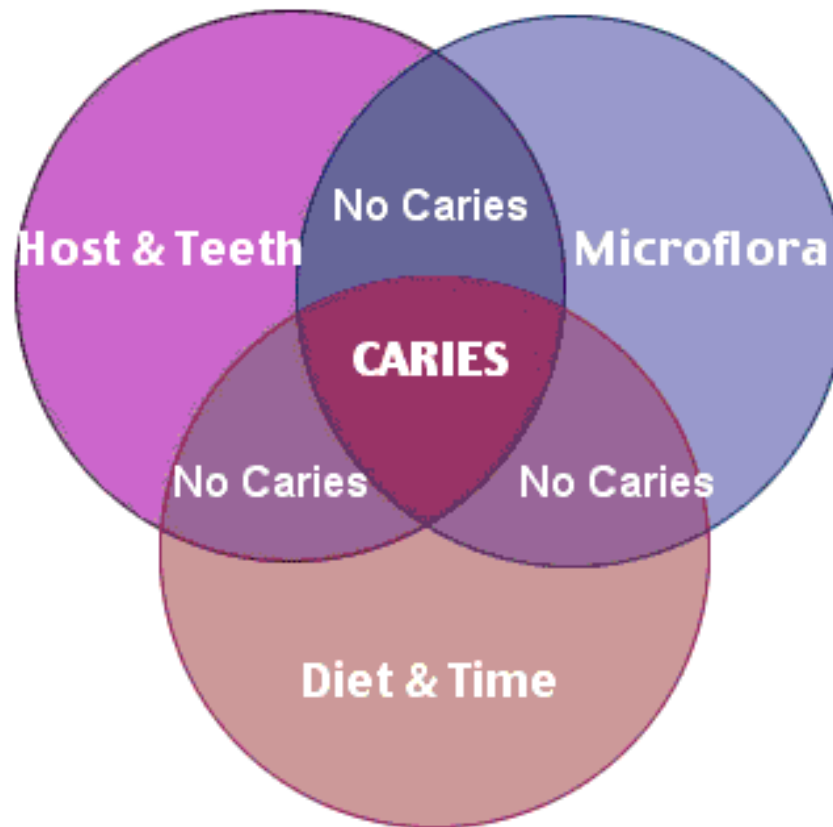 No Caries
Host & Teeth
Microflora
CARIES
No Caries
No Caries
Diet & Time